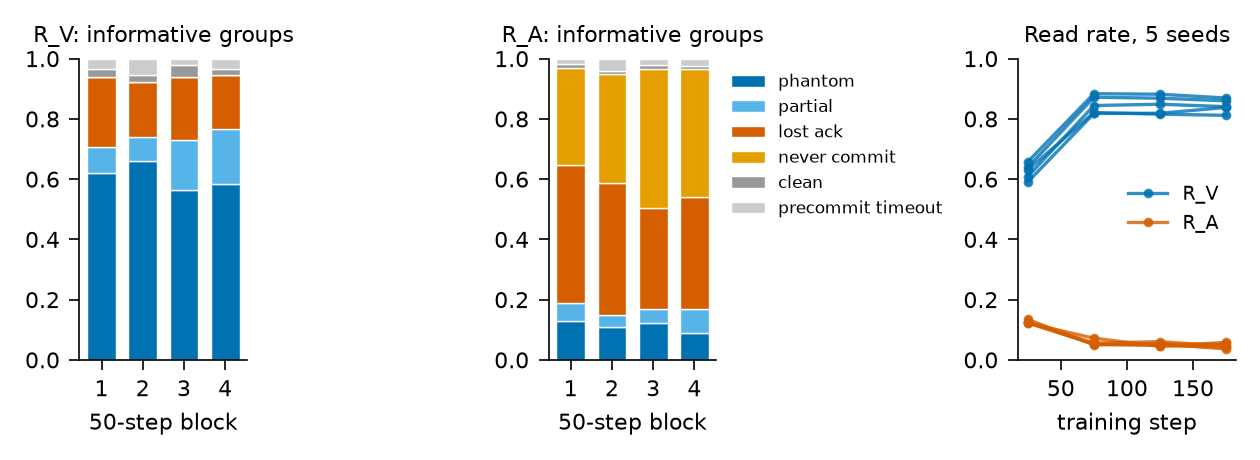 R_V: informative groups
1.0
0.8
0.6
0.4
0.2
0.0
1 2 3 4
50-step block
R_A: informative groups
1.0
0.8
0.6
0.4
0.2
0.0
1 2 3 4
50-step block
phantom
partial
lost ack
never commit
clean
precommit timeout
Read rate, 5 seeds
1.0
0.8
0.6
0.4
0.2
0.0
R_V
R_A
50 100 150
training step